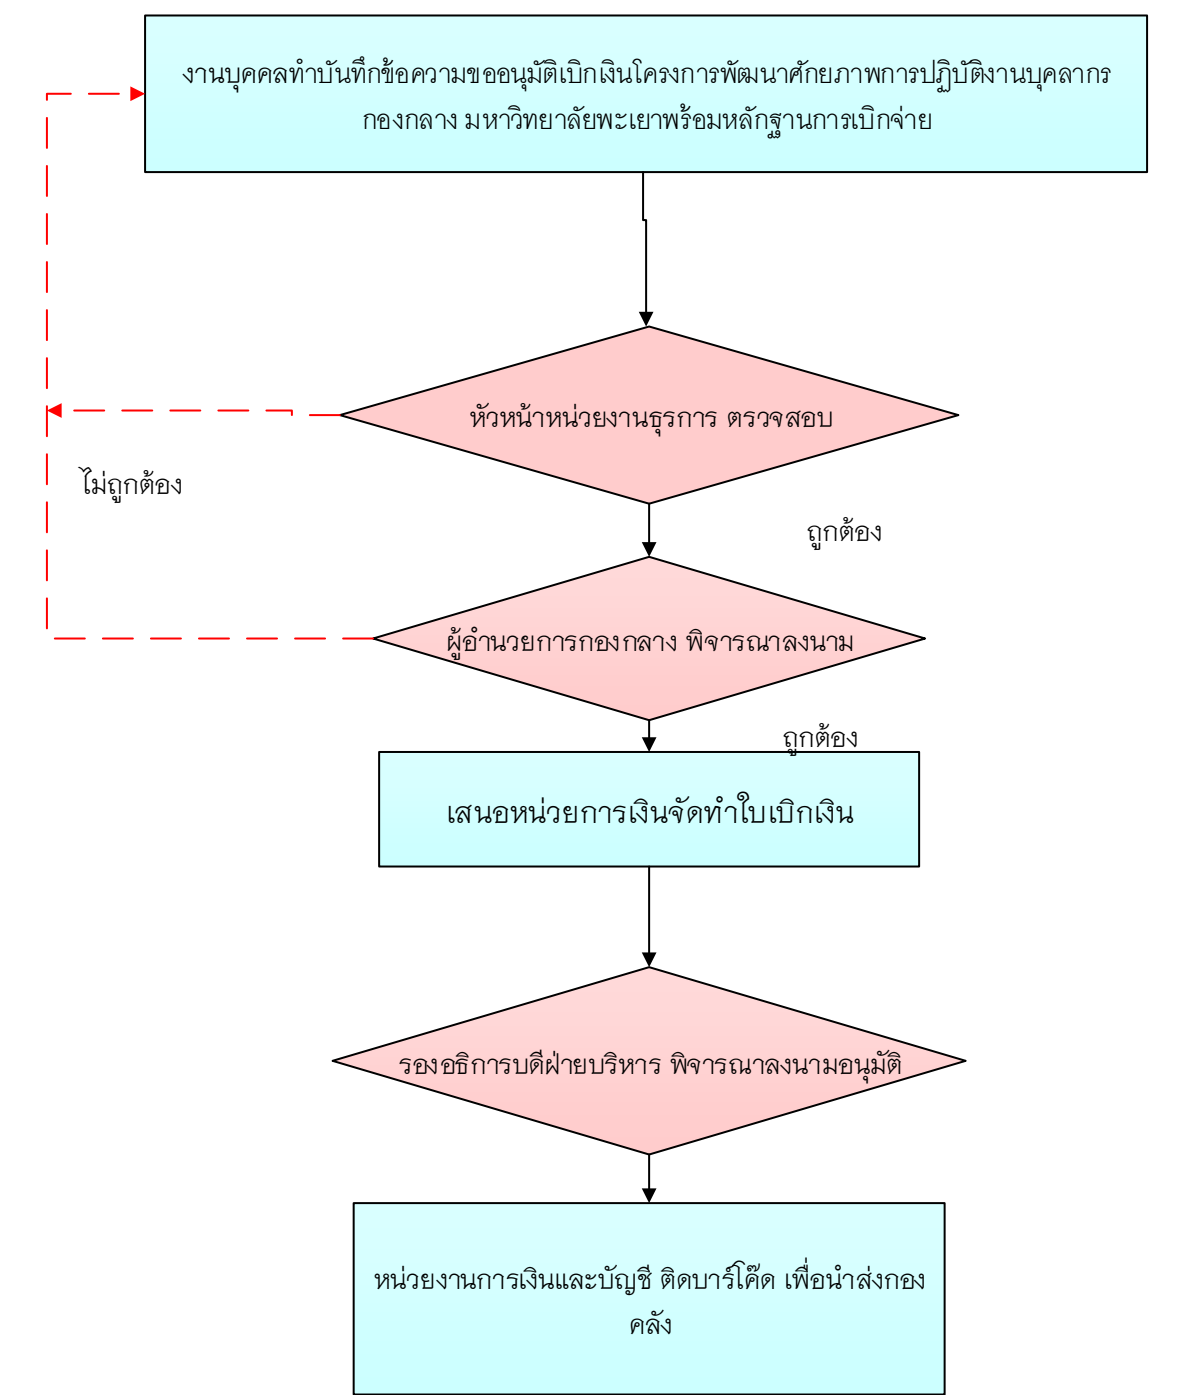 งานบุคคลทำบันทึกข้อความขออนุมัติเบิกเงินโครงการพัฒนาศักยภาพการปฏิบัติงานบุคลากร
กองกลาง มหาวิทยาลัยพะเยาพร้อมหลักฐานการเบิกจ่าย
หัวหน้าหน่วยงานธุรการ ตรวจสอบ
ไม่ถูกต้อง
ถูกต้อง
ผู้อำนวยการกองกลาง พิจารณาลงนาม
ถูกต้อง
เสนอหน่วยการเงินจัดทำใบเบิกเงิน
รองอธิการบดีฝ่ายบริหาร พิจารณาลงนามอนุมัติ
หน่วยงานการเงินและบัญชี ติดบาร์โค๊ด เพื่อนำส่งกอง
คลัง